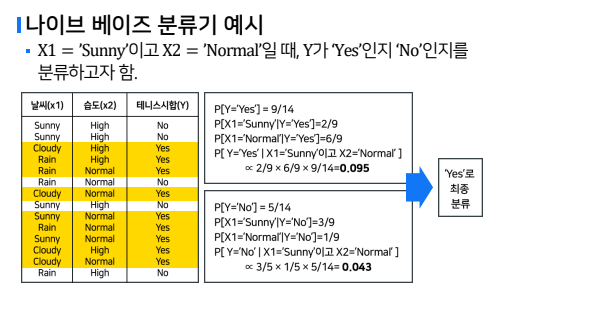 나이브 베이즈 분류기 예시
X1 = 'Sunny'이고 X2 = 'Normal'일 때, Y가 'Yes'인지 'No'인지를
분류하고자 함.
날씨(x1) 습도(x2) 테니스시합(Y)
Sunny High No
Sunny High No
Cloudy High Yes
Rain High Yes
Rain Normal Yes
Rain Normal No
Cloudy Normal Yes
Sunny High No
Sunny Normal Yes
Rain Normal Yes
Sunny Normal Yes
Cloudy High Yes
Cloudy Normal Yes
Rain High No
P[Y='Yes'] = 9/14
P[X1='Sunny'|Y='Yes']=2/9
P[X1='Normal'|Y='Yes']=6/9
P[ Y='Yes' | X1='Sunny'이고 X2='Normal' ]
∝ 2/9 × 6/9 × 9/14=0.095
P[Y='No'] = 5/14
P[X1='Sunny'|Y='No']=3/9
P[X1='Normal'|Y='No']=1/9
P[ Y='No' | X1='Sunny'이고 X2='Normal' ]
∝ 3/5 × 1/5 × 5/14= 0.043
'Yes'로
최종
분류